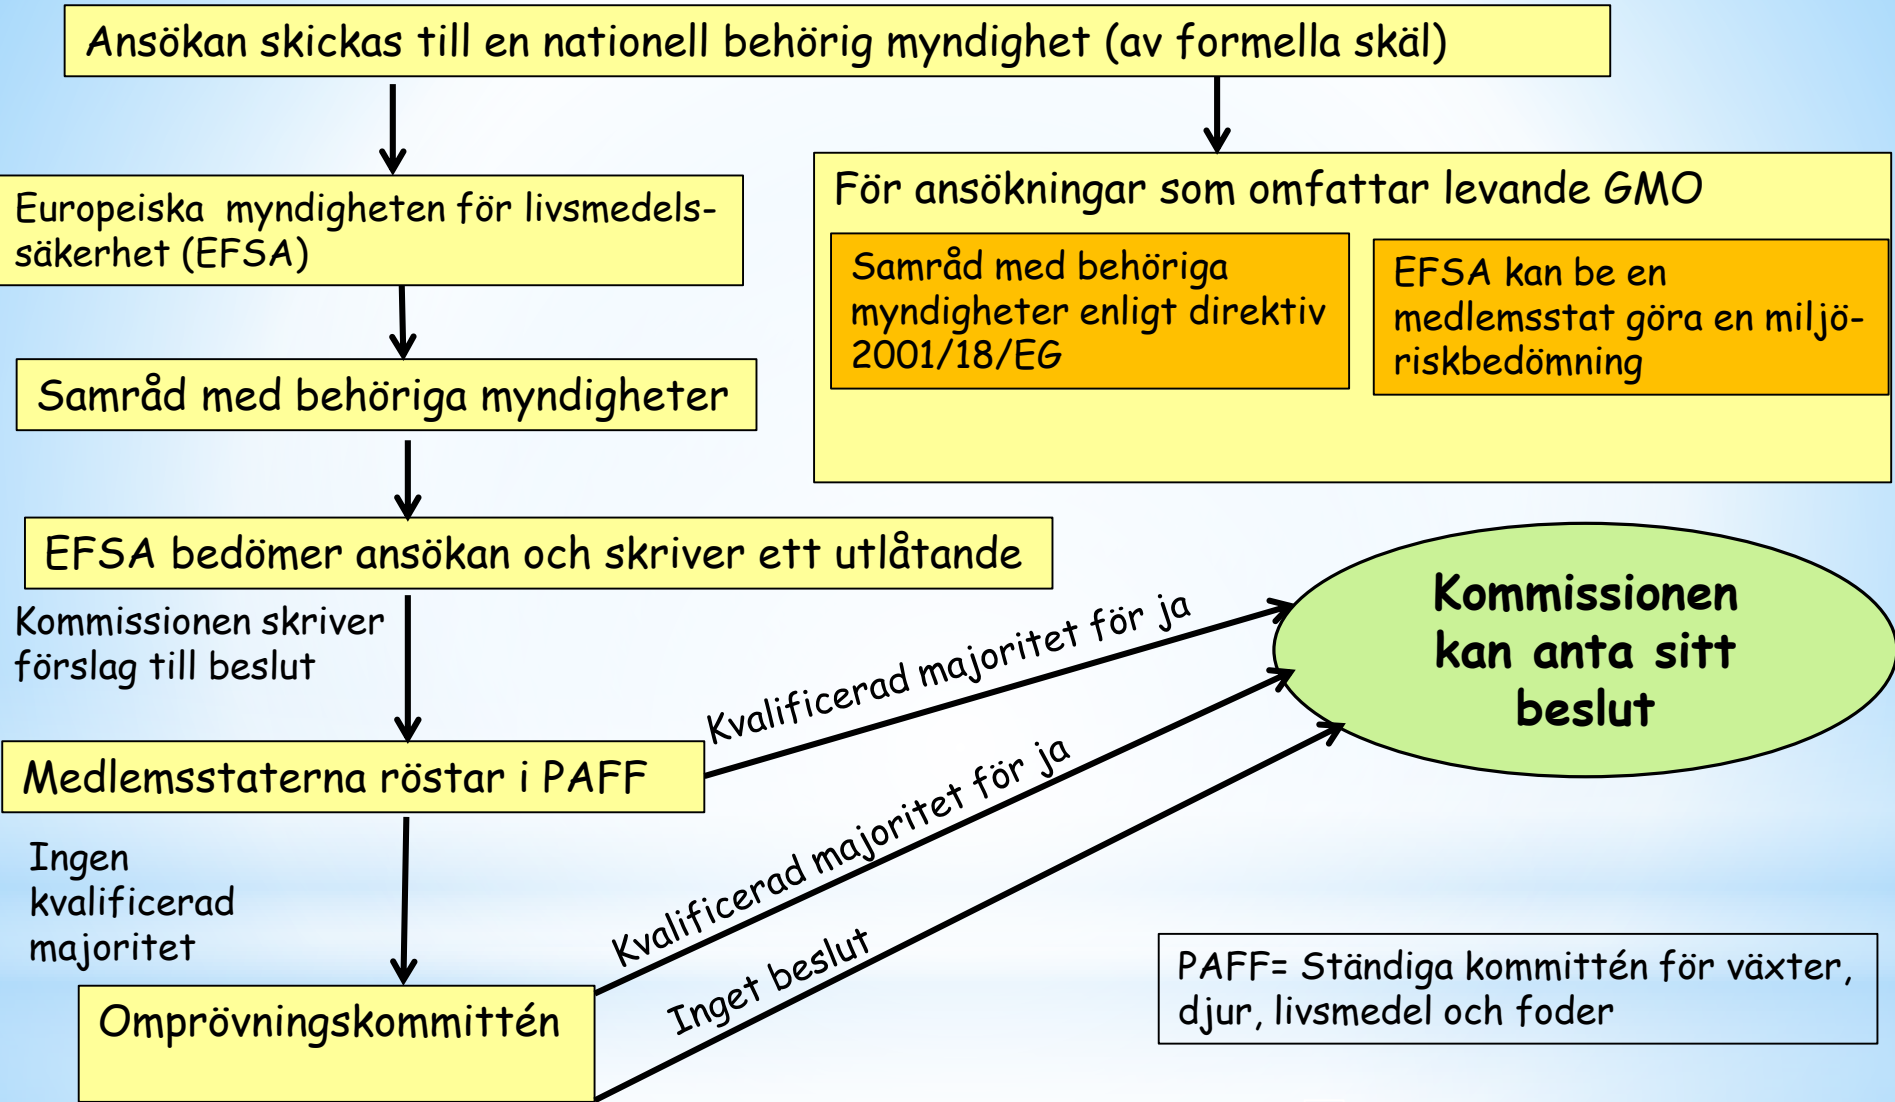 Ansökan skickas till en nationell behörig myndighet (av formella skäl)
Europeiska myndigheten för livsmedels-
säkerhet (EFSA)
För ansökningar som omfattar levande GMO
Samråd med behöriga
myndigheter enligt direktiv
2001/18/EG
EFSA kan be en
medlemsstat göra en miljö-
riskbedömning
Samråd med behöriga myndigheter
EFSA bedömer ansökan och skriver ett utlåtande
Kommissionen skriver
förslag till beslut
Medlemsstaterna röstar i PAFF
Kvalificerad majoritet för ja
Kommissionen
kan anta sitt
beslut
Ingen
kvalificerad
majoritet
Omprövningskommittén
Kvalificerad majoritet för ja
Inget beslut
PAFF= Ständiga kommittén för växter,
djur, livsmedel och foder